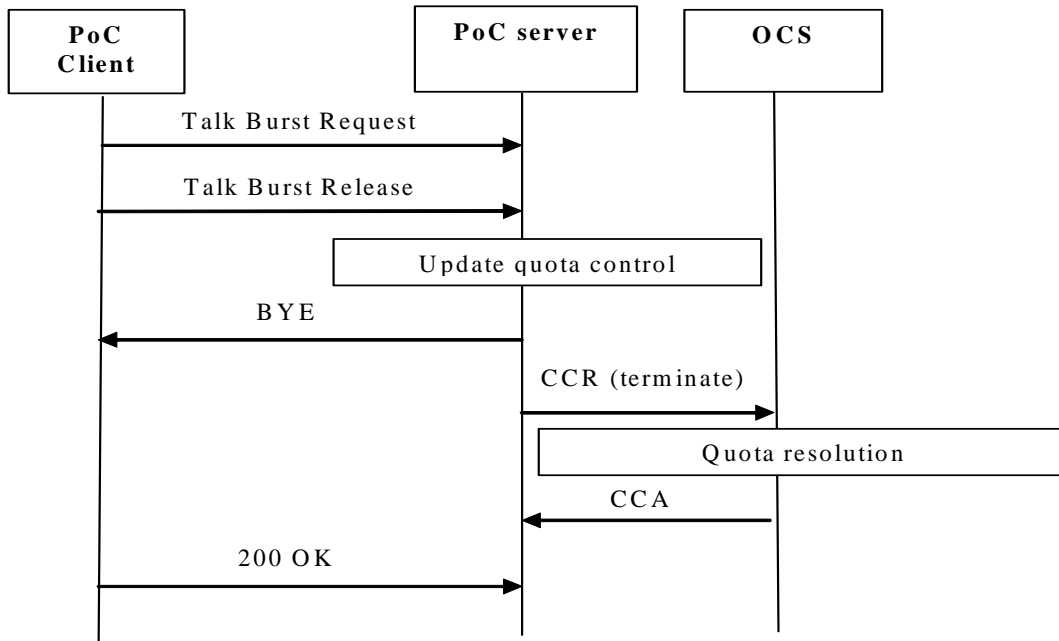 PoC
Client
PoC server
OCS
Talk Burst Request
Talk Burst Release
Update quota control
BYE
CCR (terminate)
Quota resolution
CCA
200 OK